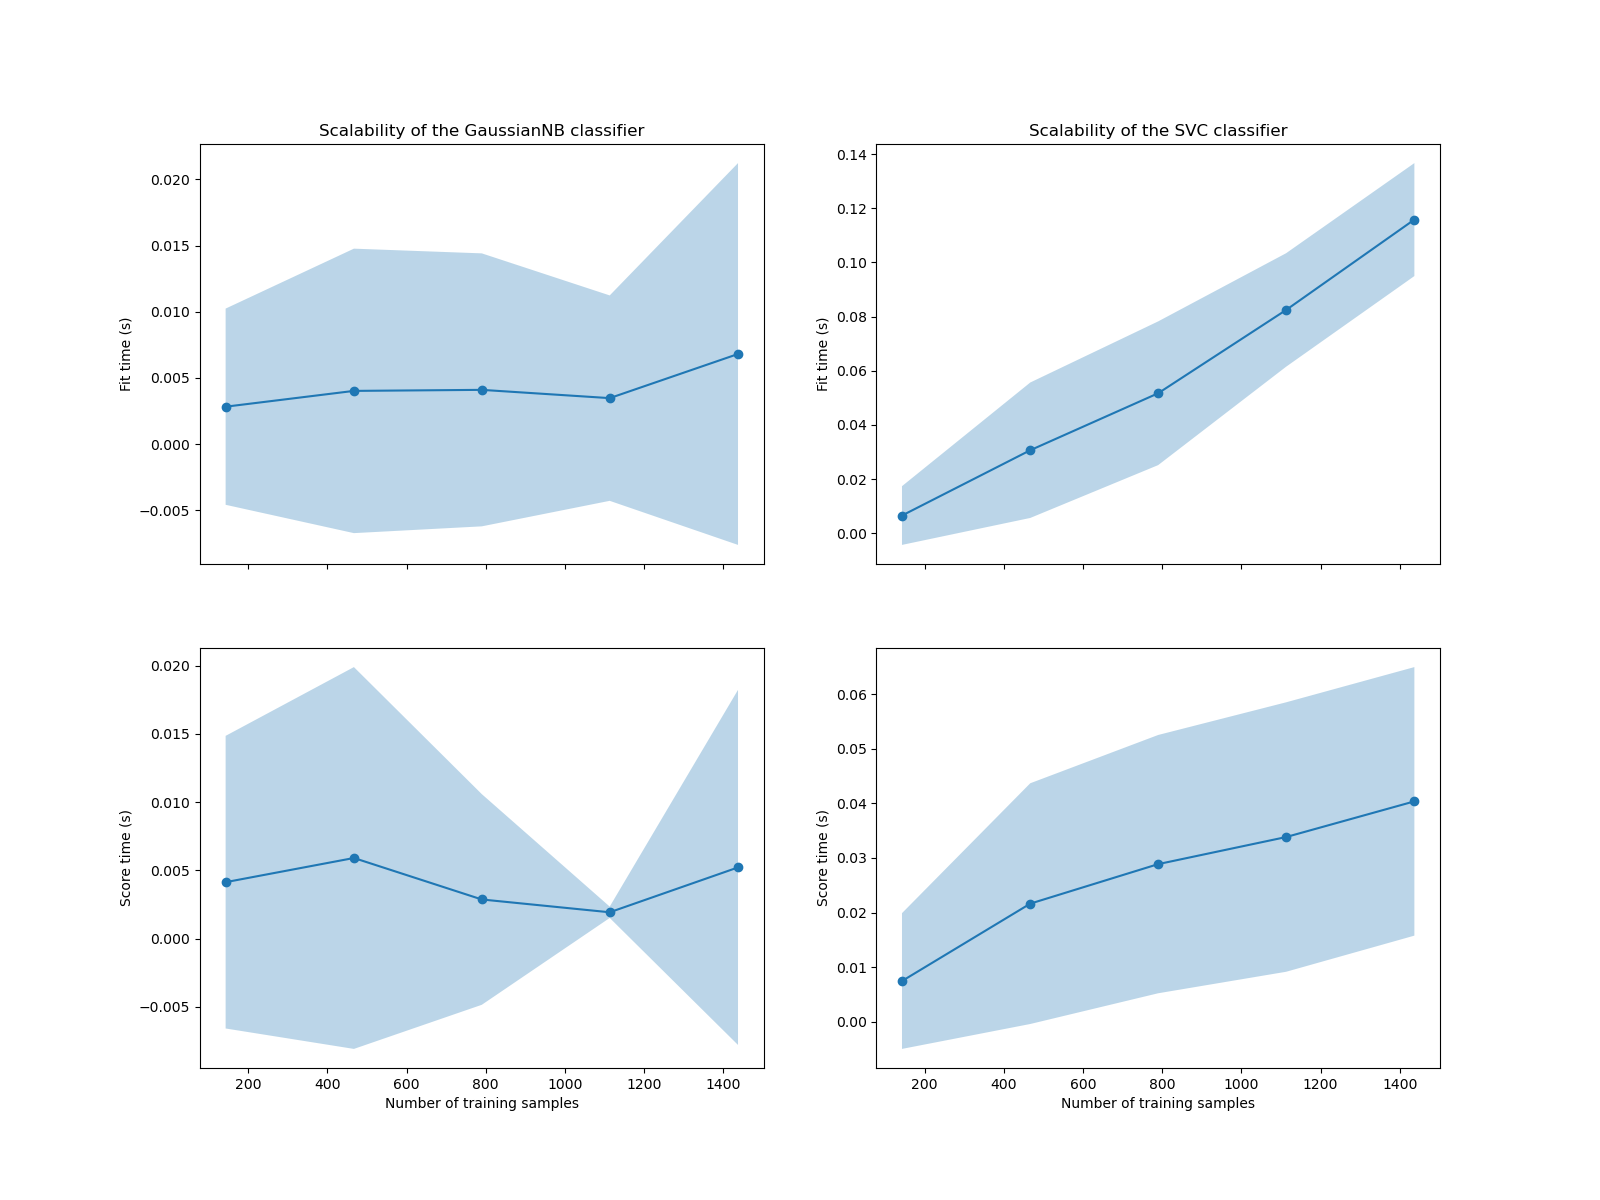 Scalability of the GaussianNB classifier
Fit time (s)
0.020
0.015
0.010
0.005
0.000
−0.005
Scalability of the SVC classifier
Fit time (s)
0.14
0.12
0.10
0.08
0.06
0.04
0.02
0.00
Score time (s)
0.020
0.015
0.010
0.005
0.000
−0.005
200 400 600 800 1000 1200 1400
Number of training samples
Score time (s)
0.06
0.05
0.04
0.03
0.02
0.01
0.00
200 400 600 800 1000 1200 1400
Number of training samples